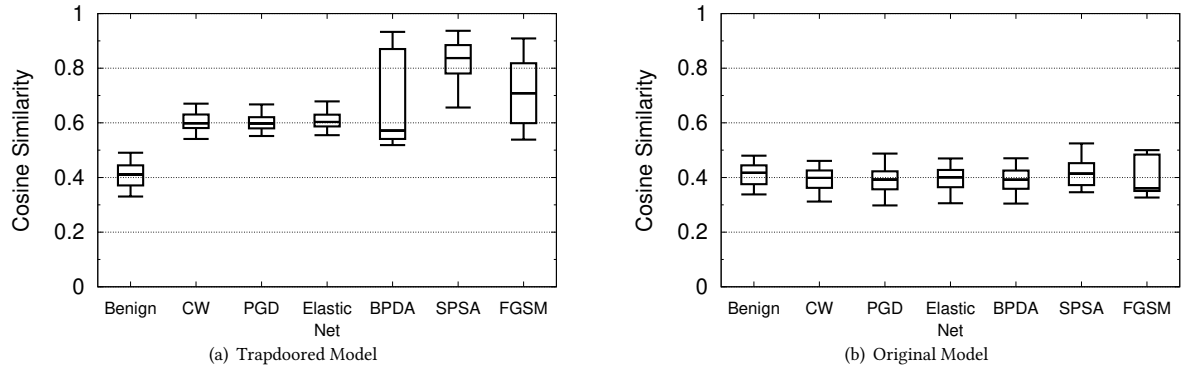 Cosine Similarity
1
0.8
0.6
0.4
0.2
0
Benign CW PGD Elastic Net BPDA SPSA FGSM
(a) Trapdoored Model
Cosine Similarity
1
0.8
0.6
0.4
0.2
0
Benign CW PGD Elastic Net BPDA SPSA FGSM
(b) Original Model